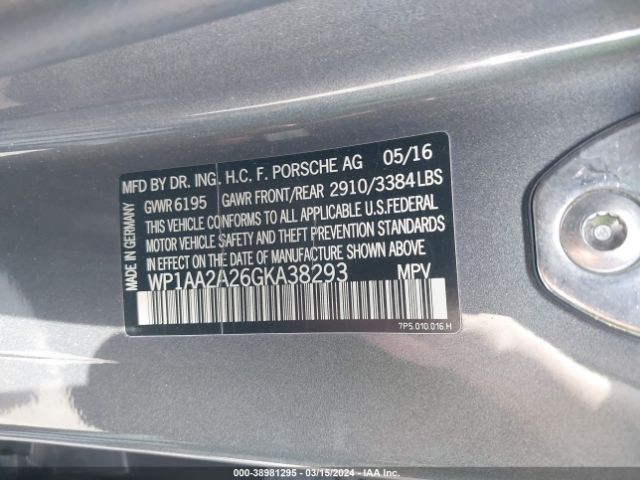 MFD BY DR. ING. H.C. F. PORSCHE AG 05/16
GVWR 6195 GAWR FRONT/REAR 2910/3384 LBS
THIS VEHICLE CONFORMS TO ALL APPLICABLE U.S.FEDERAL
MOTOR VEHICLE SAFETY AND THEFT PREVENTION STANDARDS
IN EFFECT ON THE DATE OF MANUFACTURE SHOWN ABOVE
WP1AA2A26GKA38293 MPV
7P5.010.016.H
MADE IN GERMANY
PHOTO - 38981295 - 03/15/2024 - IAA Inc.